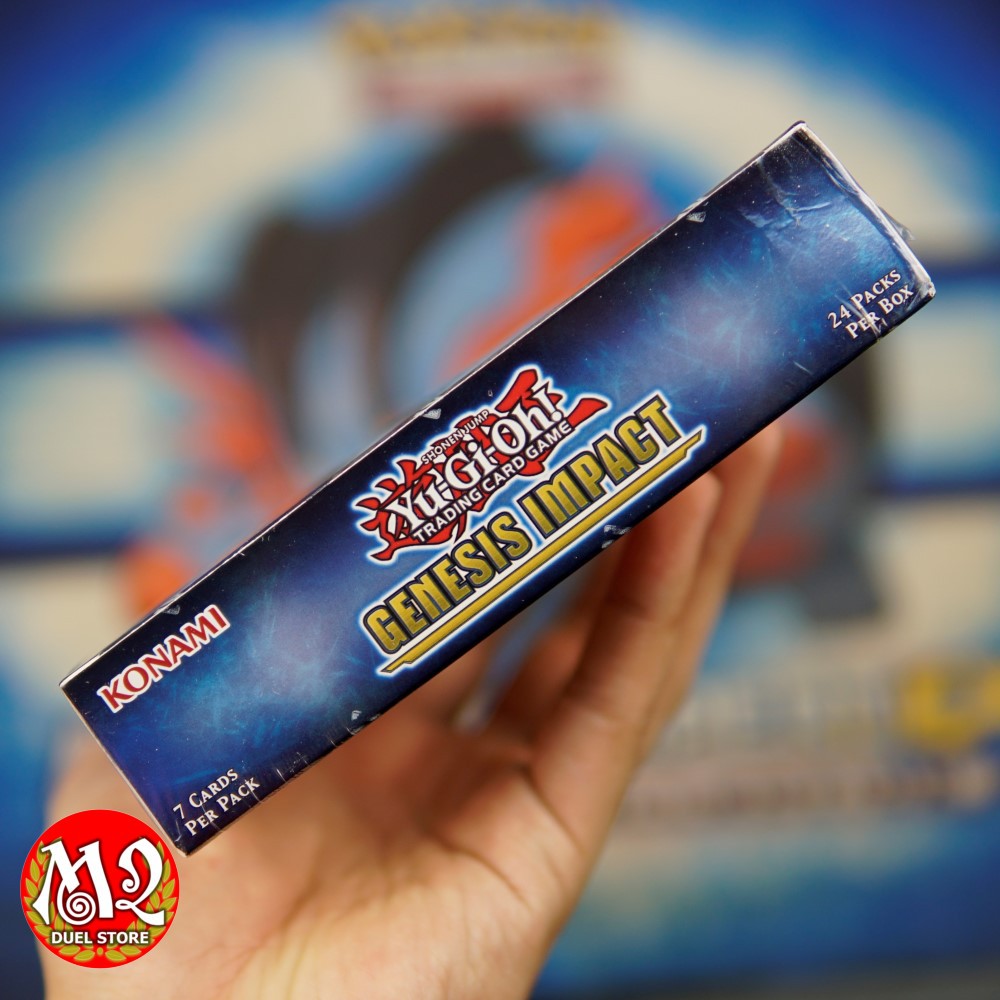 24 PACKS
PER BOX
SHONEN JUMP
Yu-Gi-Oh!
TRADING CARD GAME
GENESIS IMPACT
KONAMI
7 CARDS
PER PACK
M2
DUEL STORE